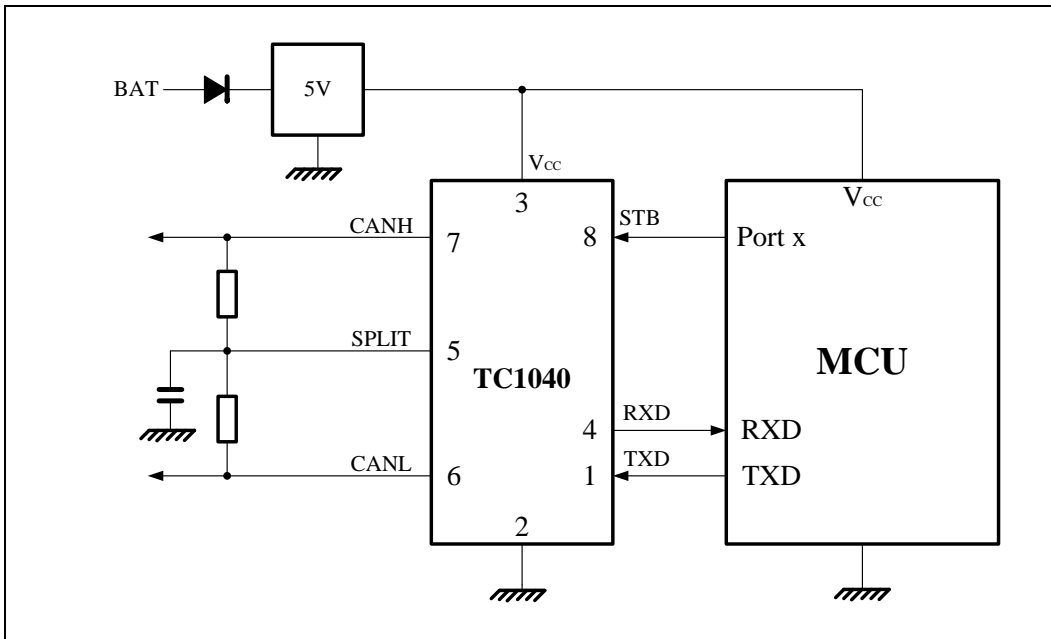 BAT
5V
VCC
VCC
3
CANH
7
8
STB
Port x
SPLIT
5
TC1040
MCU
4
RXD
RXD
CANL
6
1
TXD
TXD
2